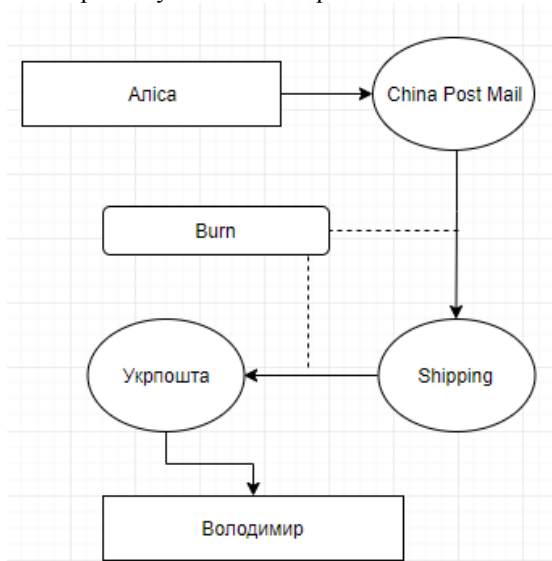 Аліса
China Post Mail
Burn
Укрпошта
Shipping
Володимир